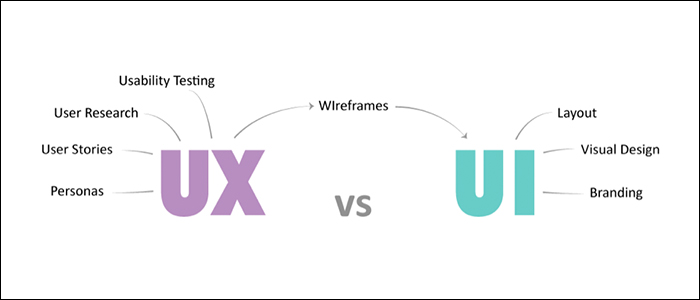 Usability Testing
User Research
WIreframes
Layout
User Stories
Visual Design
Personas
Branding
UX
vs
UI